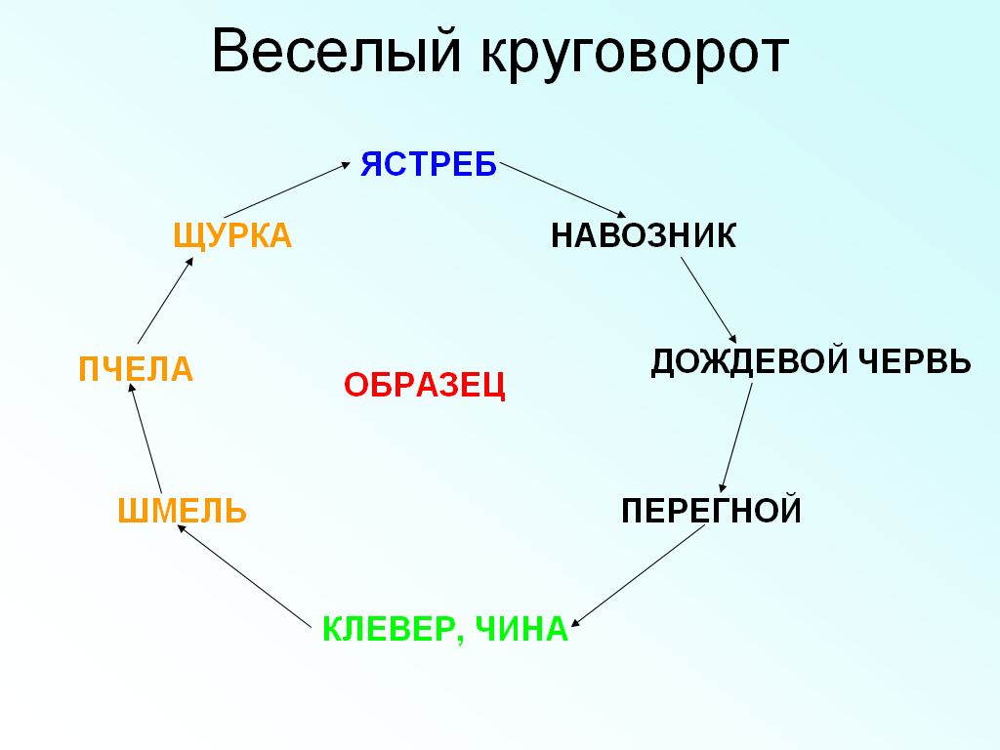 Веселый круговорот
ЯСТРЕБ
ЩУРКА
НАВОЗНИК
ПЧЕЛА
ОБРАЗЕЦ
ДОЖДЕВОЙ ЧЕРВЬ
ШМЕЛЬ
ПЕРЕГНОЙ
КЛЕВЕР, ЧИНА